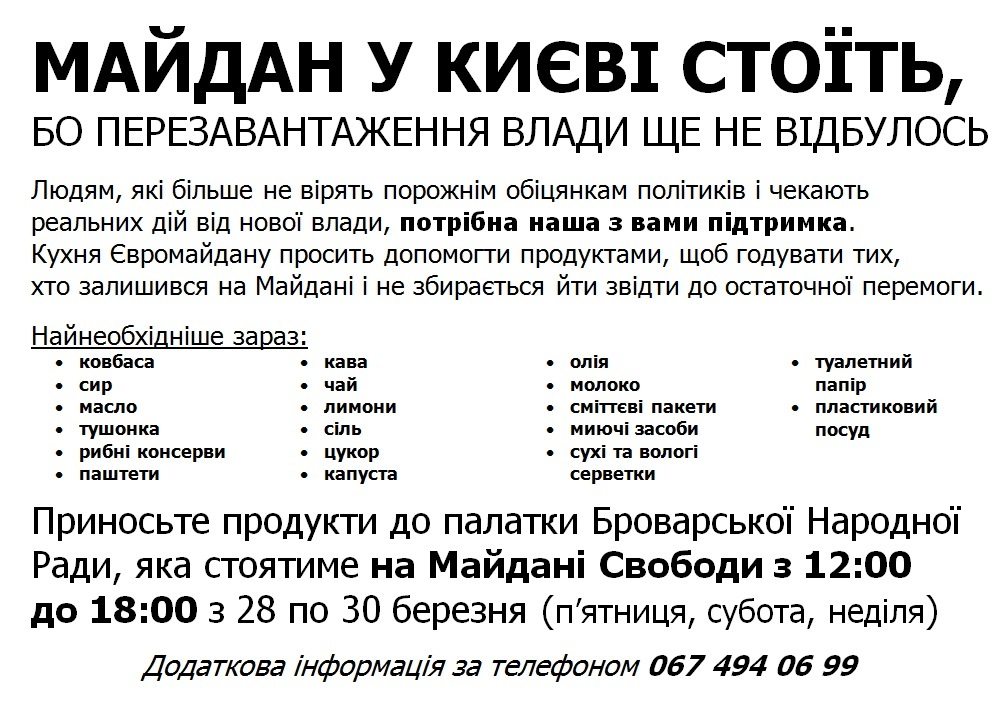 МАЙДАН У КИЄВІ СТОЇТЬ,
БО ПЕРЕЗАВАНТАЖЕННЯ ВЛАДИ ЩЕ НЕ ВІДБУЛОСЬ
Людям, які більше не вірять порожнім обіцянкам політиків і чекають
реальних дій від нової влади, потрібна наша з вами підтримка.
Кухня Євромайдану просить допомогти продуктами, щоб годувати тих,
хто залишився на Майдані і не збирається йти звідти до остаточної перемоги.
Найнеобхідніше зараз:
• ковбаса
• сир
• масло
• тушонка
• рибні консерви
• паштети
• кава
• чай
• лимони
• сіль
• цукор
• капуста
• олія
• молоко
• сміттєві пакети
• миючі засоби
• сухі та вологі
серветки
• туалетний
папір
• пластиковий
посуд
Приносьте продукти до палатки Броварської Народної
Ради, яка стоятиме на Майдані Свободи з 12:00
до 18:00 з 28 по 30 березня (п’ятниця, субота, неділя)
Додаткова інформація за телефоном 067 494 06 99